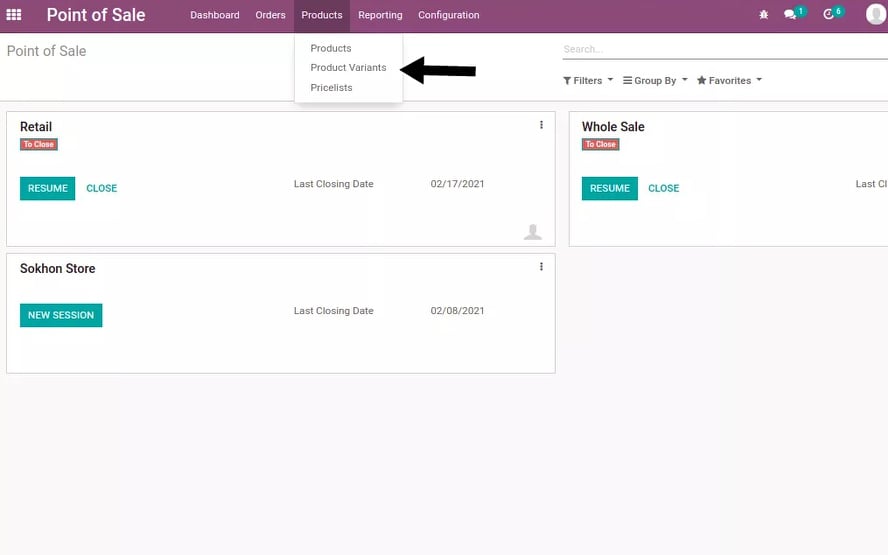 Point of Sale Dashboard Orders Products Reporting Configuration 1 6
Point of Sale
Products
Product Variants
Pricelists
Search...
Filters Group By Favorites
Retail
To Close
RESUME CLOSE Last Closing Date 02/17/2021
Whole Sale
To Close
RESUME CLOSE Last Cl
Sokhon Store
NEW SESSION Last Closing Date 02/08/2021